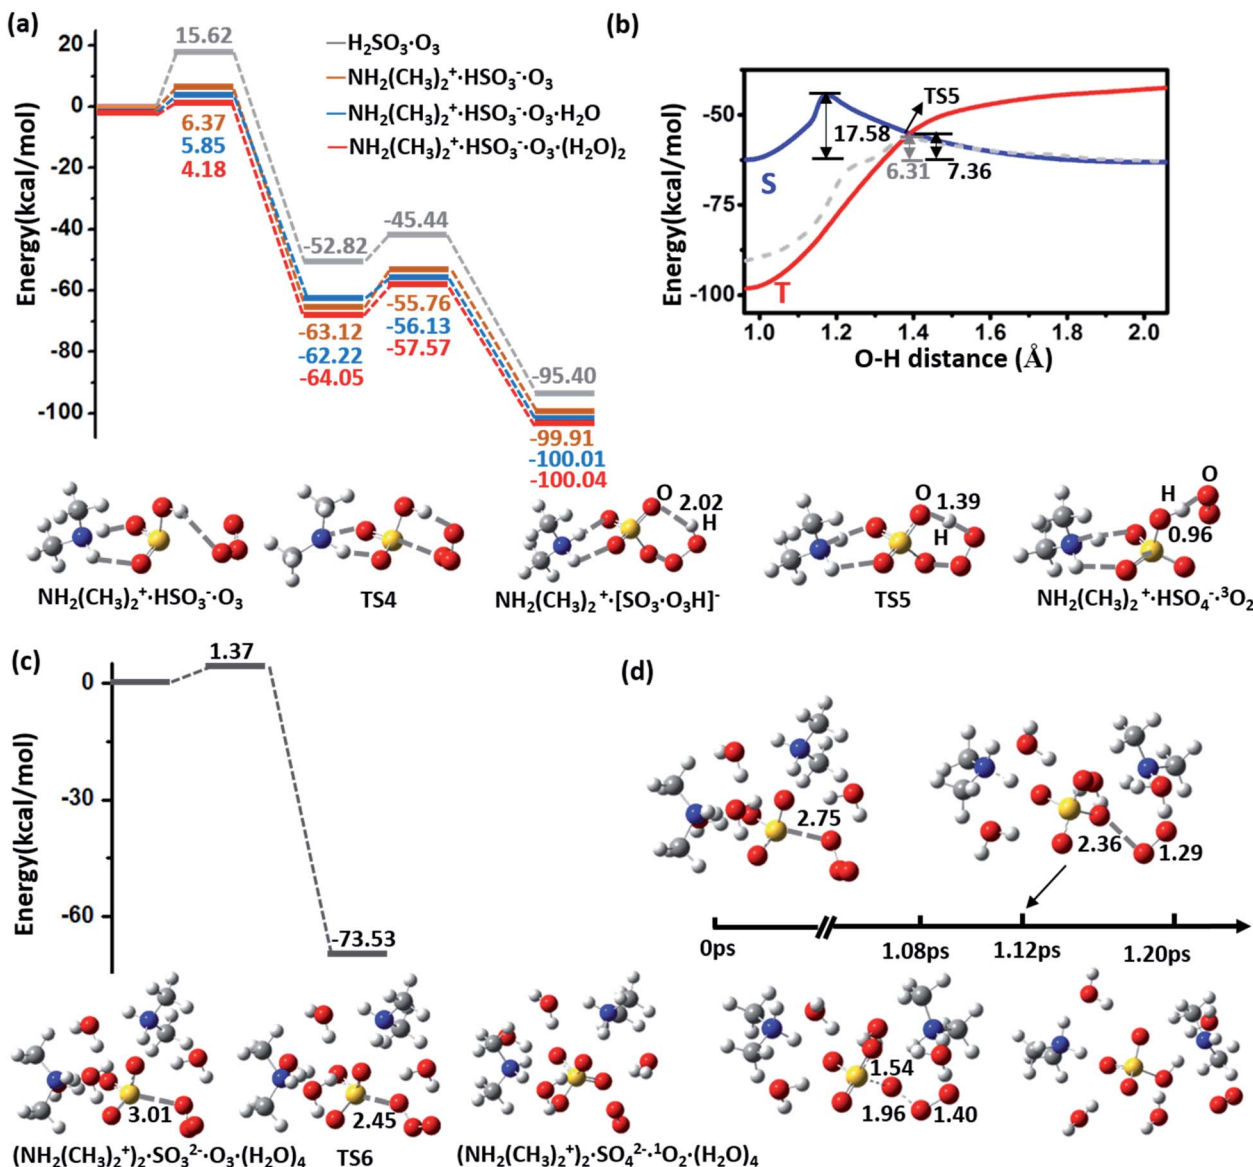 (a)
15.62
20
0
-20
-40
-60
-80
-100
Energy(kcal/mol)
H₂SO₃·O₃
NH₂(CH₃)₂⁺·HSO₃⁻·O₃
NH₂(CH₃)₂⁺·HSO₃⁻·O₃·H₂O
NH₂(CH₃)₂⁺·HSO₃⁻·O₃·(H₂O)₂
6.37
5.85
4.18
-52.82
-45.44
-63.12
-62.22
-64.05
-55.76
-56.13
-57.57
-95.40
-99.91
-100.01
-100.04
(b)
-50
-75
-100
Energy(kcal/mol)
TS5
17.58
6.31
7.36
S
T
1.0 1.2 1.4 1.6 1.8 2.0
O-H distance (Å)
O 2.02
H
O 1.39
H
H O
0.96
NH₂(CH₃)₂⁺·HSO₃⁻·O₃
TS4
NH₂(CH₃)₂⁺·[SO₃·O₃H]⁻
TS5
NH₂(CH₃)₂⁺·HSO₄⁻·³O₂
(c)
1.37
0
-30
-60
Energy(kcal/mol)
-73.53
3.01
2.45
(NH₂(CH₃)₂⁺)₂·SO₃²⁻·O₃·(H₂O)₄
TS6
(NH₂(CH₃)₂⁺)₂·SO₄²⁻·¹O₂·(H₂O)₄
(d)
2.75
2.36
1.29
0ps
1.08ps
1.12ps
1.20ps
1.54
1.96
1.40